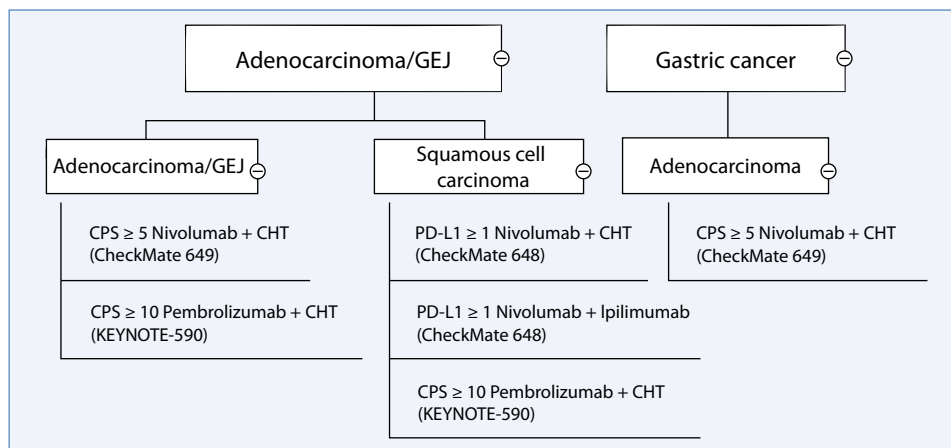 Adenocarcinoma/GEJ
Gastric cancer
Adenocarcinoma/GEJ
Squamous cell
carcinoma
Adenocarcinoma
CPS ≥ 5 Nivolumab + CHT
(CheckMate 649)
CPS ≥ 10 Pembrolizumab + CHT
(KEYNOTE-590)
PD-L1 ≥ 1 Nivolumab + CHT
(CheckMate 648)
PD-L1 ≥ 1 Nivolumab + Ipilimumab
(CheckMate 648)
CPS ≥ 10 Pembrolizumab + CHT
(KEYNOTE-590)
CPS ≥ 5 Nivolumab + CHT
(CheckMate 649)